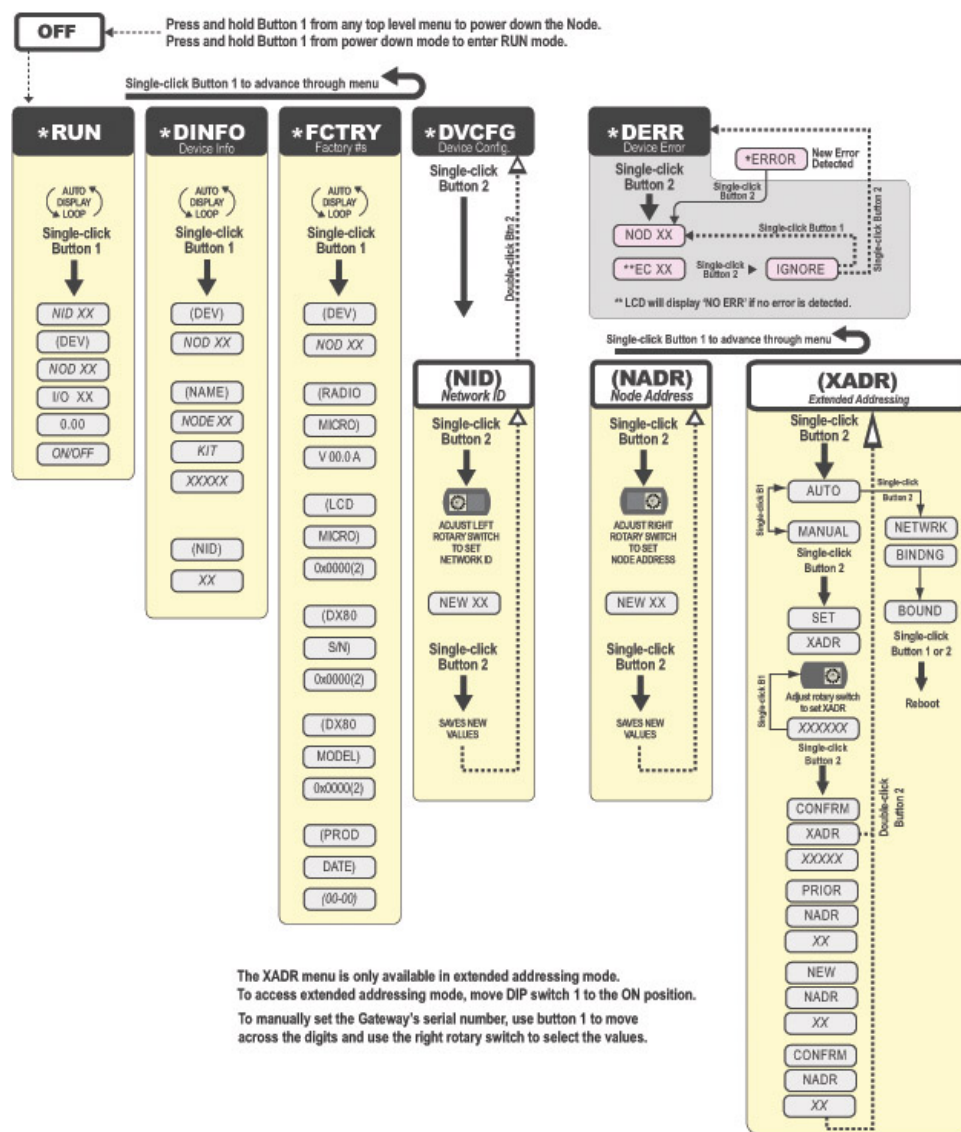 OFF
Press and hold Button 1 from any top level menu to power down the Node.
Press and hold Button 1 from power down mode to enter RUN mode.
Single-click Button 1 to advance through menu
*RUN
AUTO
DISPLAY
LOOP
Single-click
Button 1
NID XX
(DEV)
NOD XX
I/O XX
0.00
ON/OFF
*DINFO
Device Info
AUTO
DISPLAY
LOOP
Single-click
Button 1
(DEV)
NOD XX
(NAME)
NODE XX
KIT
XXXXX
(NID)
XX
*FCTRY
Factory #s
AUTO
DISPLAY
LOOP
Single-click
Button 1
(DEV)
NOD XX
(RADIO
MICRO)
V 00.0 A
(LCD
MICRO)
0x0000(2)
(DX80
S/N)
0x0000(2)
(DX80
MODEL)
0x0000(2)
(PROD
DATE)
(00-00)
*DVCFG
Device Config.
Single-click
Button 2
Double-click Btn 2
*DERR
Device Error
Single-click
Button 2
*ERROR
New Error
Detected
Single-click
Button 2
NOD XX
Single-click Button 1
Single-click Button 2
**EC XX
Single-click
Button 2
IGNORE
** LCD will display 'NO ERR' if no error is detected.
Single-click Button 1 to advance through menu
(NID)
Network ID
Single-click
Button 2
ADJUST LEFT
ROTARY SWITCH
TO SET
NETWORK ID
NEW XX
Single-click
Button 2
SAVES NEW
VALUES
(NADR)
Node Address
Single-click
Button 2
ADJUST RIGHT
ROTARY SWITCH
TO SET
NODE ADDRESS
NEW XX
Single-click
Button 2
SAVES NEW
VALUES
(XADR)
Extended Addressing
Single-click
Button 2
AUTO
Single-click
Button 2
Single-click B1
MANUAL
NETWRK
BINDNG
BOUND
Single-click
Button 1 or 2
Reboot
Single-click
Button 2
SET
XADR
Adjust rotary switch
to set XADR
Single-click B1
XXXXXX
Single-click
Button 2
CONFRM
XADR
XXXXX
Double-click
Button 2
PRIOR
NADR
XX
NEW
NADR
XX
CONFRM
NADR
XX
The XADR menu is only available in extended addressing mode.
To access extended addressing mode, move DIP switch 1 to the ON position.
To manually set the Gateway's serial number, use button 1 to move
across the digits and use the right rotary switch to select the values.